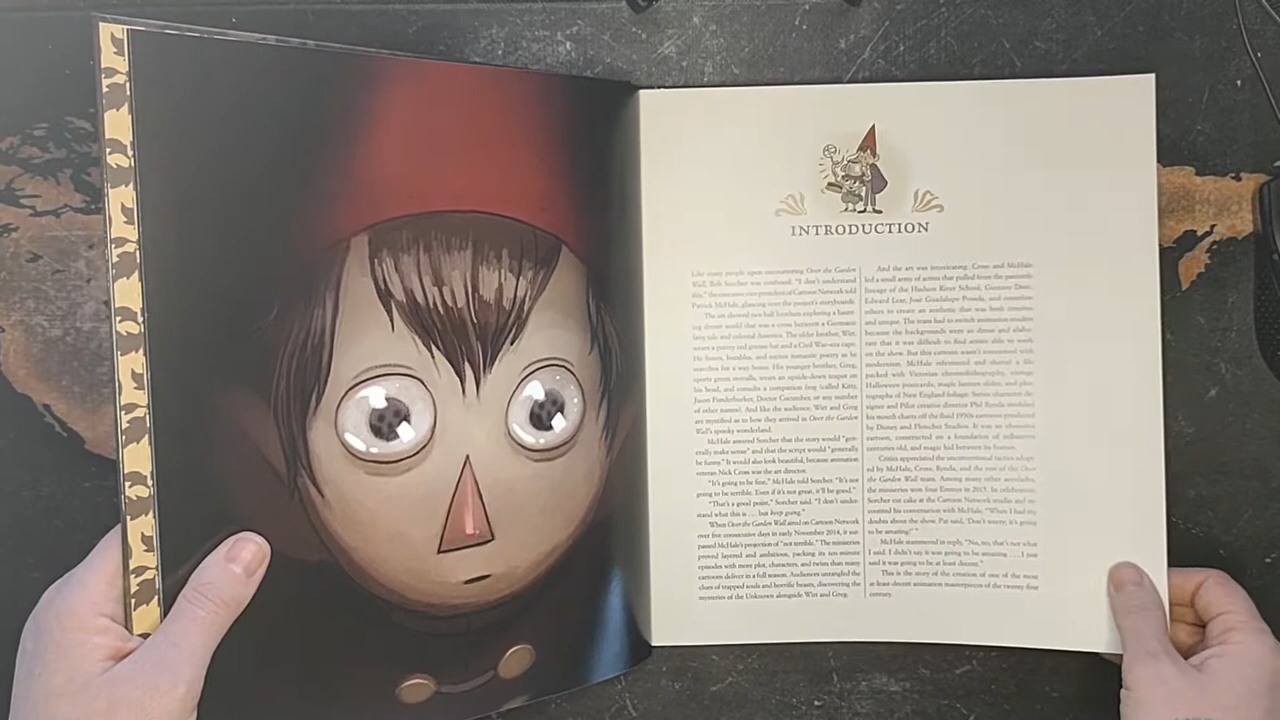 INTRODUCTION
Like many people upon encountering Over the Garden
Wall, Rob Sorcher was confused. "I don't understand
this," the executive vice president of Cartoon Network told
Patrick McHale, glancing over the project's storyboards.
The art showed two half brothers exploring a haunt-
ing dream world that was a cross between a Germanic
fairy tale and colonial America. The older brother, Wirt,
wears a pointy red gnome hat and a Civil War–era cape.
He fusses, bumbles, and recites romantic poetry as he
searches for a way home. His younger brother, Greg,
sports green overalls, wears an upside-down teapot on
his head, and consults a companion frog (called Kitty,
Jason Funderburker, Doctor Cucumber, or any number
of other names). And like the audience, Wirt and Greg
are mystified as to how they arrived in Over the Garden
Wall's spooky wonderland.
McHale assured Sorcher that the story would "gen-
erally make sense" and that the script would "generally
be funny." It would also look beautiful, because animation
veteran Nick Cross was the art director.
"It's going to be fine," McHale told Sorcher. "It's not
going to be terrible. Even if it's not great, it'll be good."
"That's a good point," Sorcher said. "I don't under-
stand what this is . . . but keep going."
When Over the Garden Wall aired on Cartoon Network
over five consecutive days in early November 2014, it sur-
passed McHale's projection of "not terrible." The miniseries
proved layered and ambitious, packing its ten-minute
episodes with more plot, characters, and twists than many
cartoons deliver in a full season. Audiences untangled the
clues of trapped souls and horrific beasts, discovering the
mysteries of the Unknown alongside Wirt and Greg.
And the art was intoxicating. Cross and McHale
led a small army of artists that pulled from the painterly
lineage of the Hudson River School, Gustave Doré,
Edward Lear, José Guadalupe Posada, and countless
others to create an aesthetic that was both timeless
and unique. The team had to switch animation studios
because the backgrounds were so dense and elabo-
rate that it was difficult to find artists able to work
on the show. But this cartoon wasn't concerned with
modernism. McHale referenced and shared a file
packed with Victorian chromolithography, vintage
Halloween postcards, magic lantern slides, and pho-
tographs of New England foliage. Series character de-
signer and Pilot creative director Phil Rynda modeled
his mouth charts off the fluid 1930s cartoons produced
by Disney and Fleischer Studios. It was an obsessive
cartoon, constructed on a foundation of influences
centuries old, and magic hid between its frames.
Critics appreciated the unconventional tactics adopt-
ed by McHale, Cross, Rynda, and the rest of the Over
the Garden Wall team. Among many other accolades,
the miniseries won four Emmys in 2015. In celebration,
Sorcher cut cake at the Cartoon Network studio and re-
counted his conversation with McHale, "When I had my
doubts about the show, Pat said, 'Don't worry, it's going
to be amazing!'"
McHale stammered in reply, "No, no, that's not what
I said. I didn't say it was going to be amazing . . . . I just
said it was going to be at least decent."
This is the story of the creation of one of the most
at-least-decent animation masterpieces of the twenty-first
century.